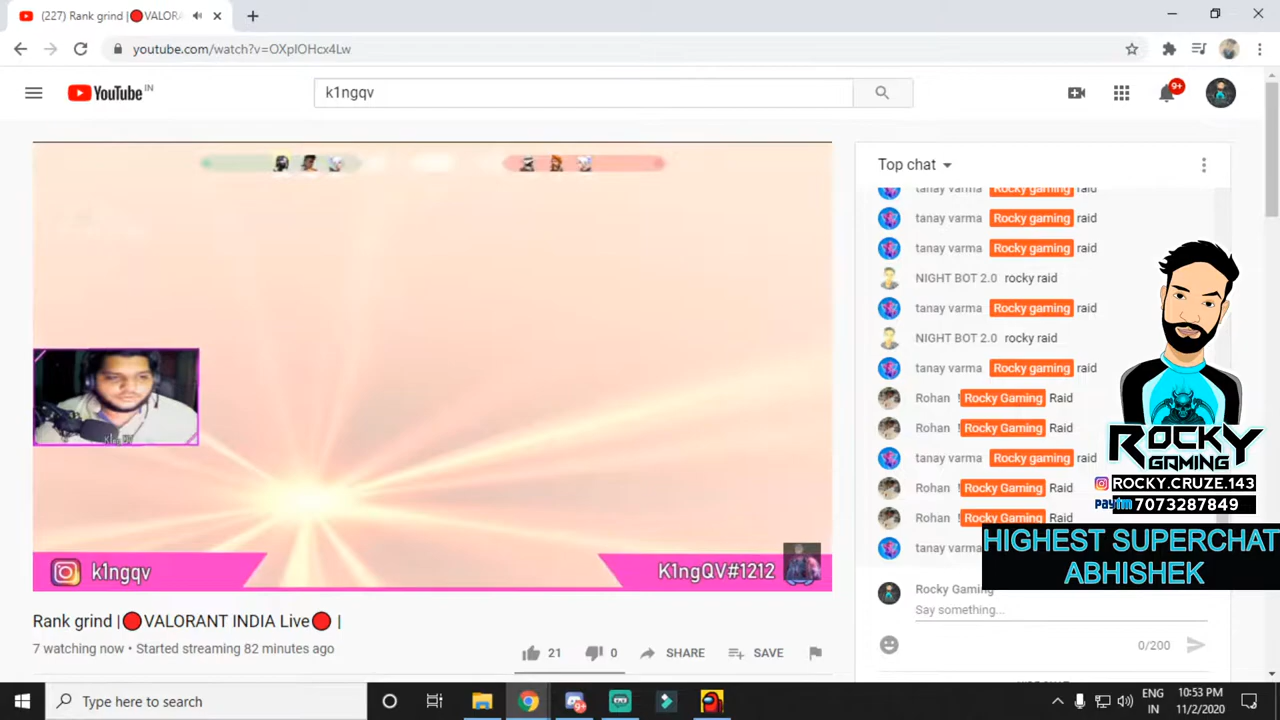 (227) Rank grind |🔴VALORA
youtube.com/watch?v=OXpIOHcx4Lw
YouTube IN
k1ngqv
9+
Top chat
tanay varma Rocky gaming raid
tanay varma Rocky gaming raid
tanay varma Rocky gaming raid
NIGHT BOT 2.0 rocky raid
tanay varma Rocky gaming raid
NIGHT BOT 2.0 rocky raid
tanay varma Rocky gaming raid
Rohan ! Rocky Gaming Raid
Rohan ! Rocky Gaming Raid
tanay varma Rocky gaming raid
Rohan ! Rocky Gaming Raid
Rohan ! Rocky Gaming Raid
tanay varma
ROCKY
GAMING
ROCKY.CRUZE.143
paytm 7073287849
HIGHEST SUPERCHAT
ABHISHEK
Rocky Gaming
Say something...
0/200
k1ngqv
K1ngQV#1212
Rank grind |🔴VALORANT INDIA Live🔴 |
7 watching now • Started streaming 82 minutes ago
21
0
SHARE
SAVE
Type here to search
ENG
IN
10:53 PM
11/2/2020